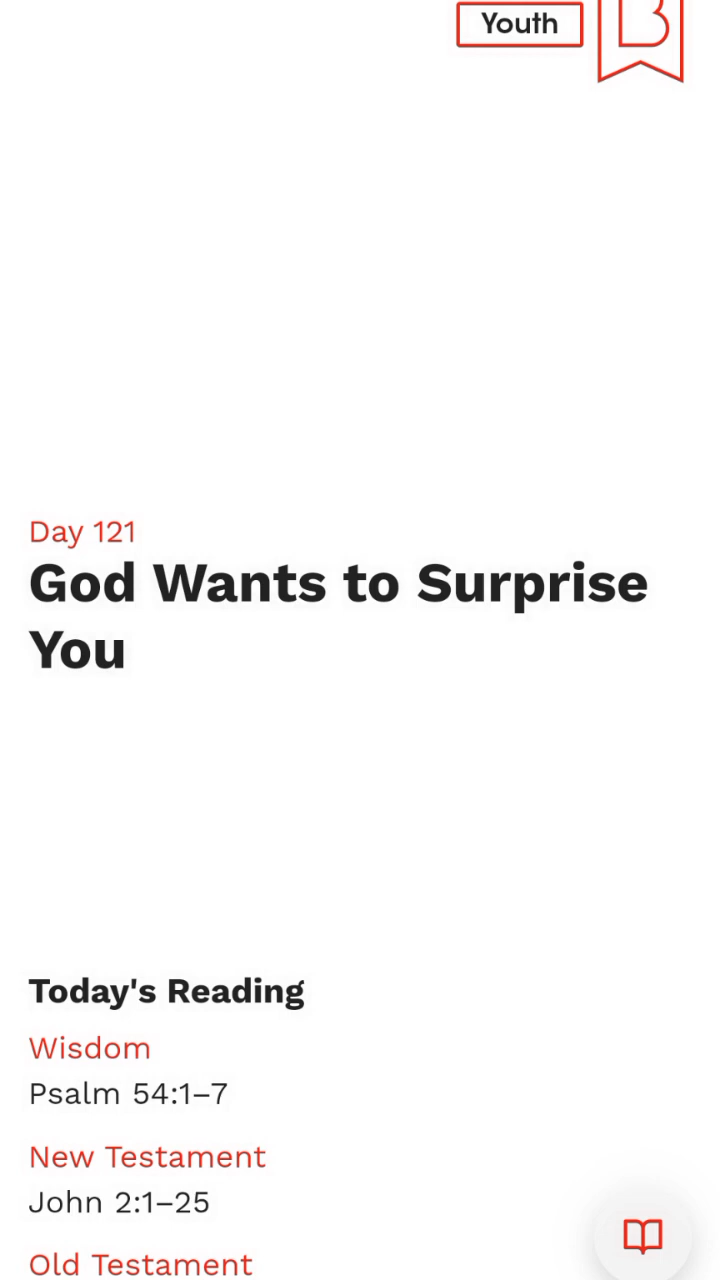 Youth
B
Day 121
God Wants to Surprise
You
Today's Reading
Wisdom
Psalm 54:1–7
New Testament
John 2:1–25
Old Testament